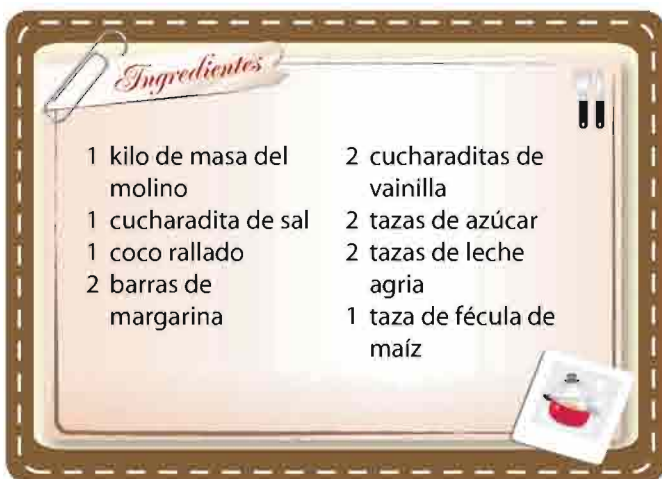 Ingredientes
1 kilo de masa del
molino
1 cucharadita de sal
1 coco rallado
2 barras de
margarina
2 cucharaditas de
vainilla
2 tazas de azúcar
2 tazas de leche
agria
1 taza de fécula de
maíz